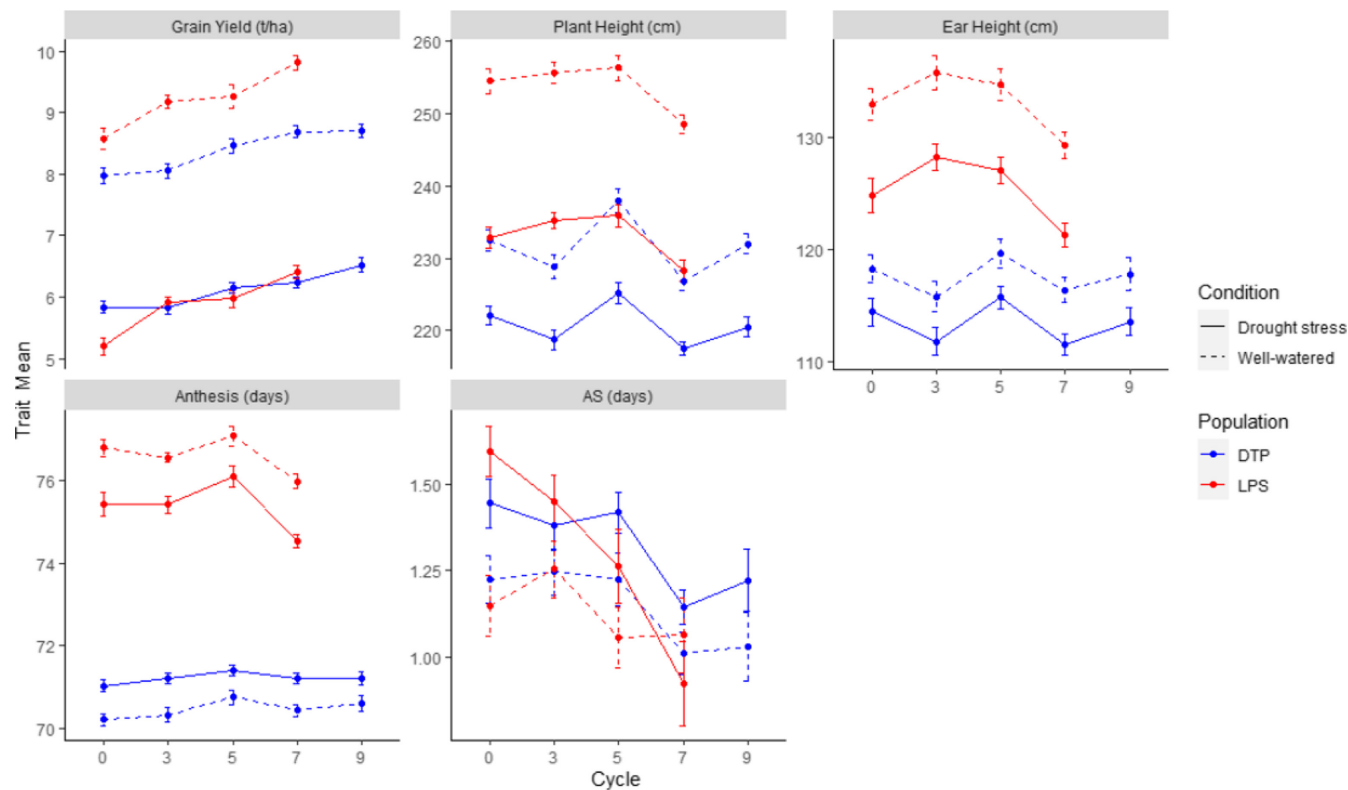 Grain Yield (t/ha)
Plant Height (cm)
Ear Height (cm)
10
9
8
7
6
5
260
250
240
230
220
130
120
110
0 3 5 7 9
Anthesis (days)
AS (days)
76
74
72
70
1.50
1.25
1.00
0 3 5 7 9
0 3 5 7 9
Trait Mean
Cycle
Condition
Drought stress
Well-watered
Population
DTP
LPS